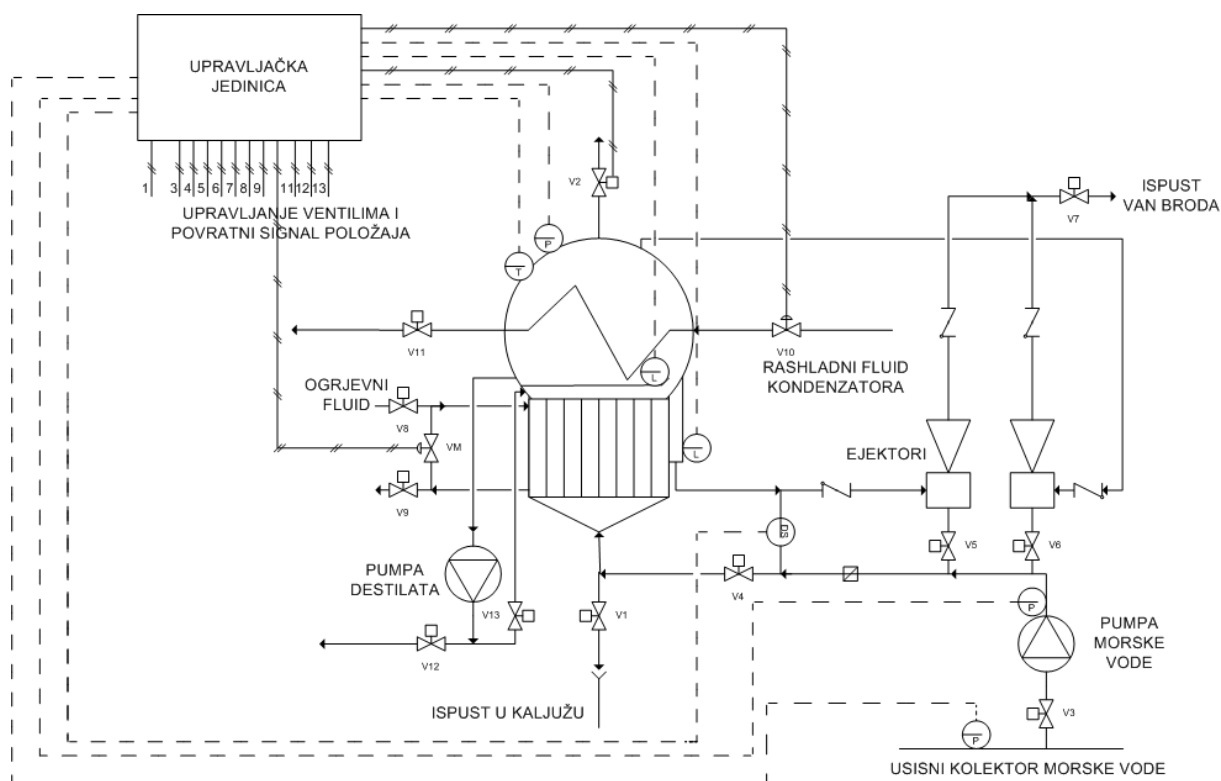 UPRAVLJAČKA
JEDINICA
1 3 4 5 6 7 8 9 11 12 13
UPRAVLJANJE VENTILIMA I
POVRATNI SIGNAL POLOŽAJA
V2
V7
ISPUST
VAN BRODA
P
T
V11
V10
RASHLADNI FLUID
KONDENZATORA
L
OGRJEVNI
FLUID
V8
VM
L
EJEKTORI
V9
DS
V5
V6
PUMPA
DESTILATA
V4
V13
V1
P
PUMPA
MORSKE
VODE
V12
ISPUST U KALJUŽU
V3
P
USISNI KOLEKTOR MORSKE VODE